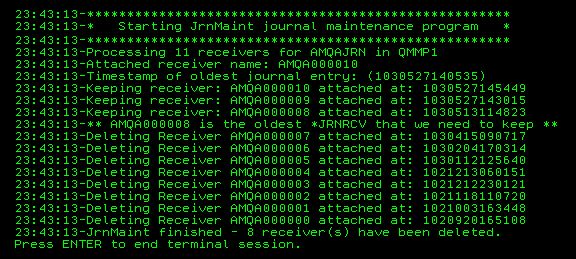 23:43:13-***************************************************
23:43:13-*   Starting JrnMaint journal maintenance program   *
23:43:13-***************************************************
23:43:13-Processing 11 receivers for AMQAJRN in QMMP1
23:43:13-Attached receiver name: AMQA000010
23:43:13-Timestamp of oldest journal entry: (1030527140535)
23:43:13-Keeping receiver: AMQA000010 attached at: 1030527145449
23:43:13-Keeping receiver: AMQA000009 attached at: 1030527143015
23:43:13-Keeping receiver: AMQA000008 attached at: 1030513114823
23:43:13-** AMQA000008 is the oldest *JRNRCV that we need to keep **
23:43:13-Deleting Receiver AMQA000007 attached at: 1030415090717
23:43:13-Deleting Receiver AMQA000006 attached at: 1030204170314
23:43:13-Deleting Receiver AMQA000005 attached at: 1030112125640
23:43:13-Deleting Receiver AMQA000004 attached at: 1021213060151
23:43:13-Deleting Receiver AMQA000003 attached at: 1021212230121
23:43:13-Deleting Receiver AMQA000002 attached at: 1021118110720
23:43:13-Deleting Receiver AMQA000001 attached at: 1021003163448
23:43:13-Deleting Receiver AMQA000000 attached at: 1020920165108
23:43:13-JrnMaint finished - 8 receiver(s) have been deleted.
Press ENTER to end terminal session.